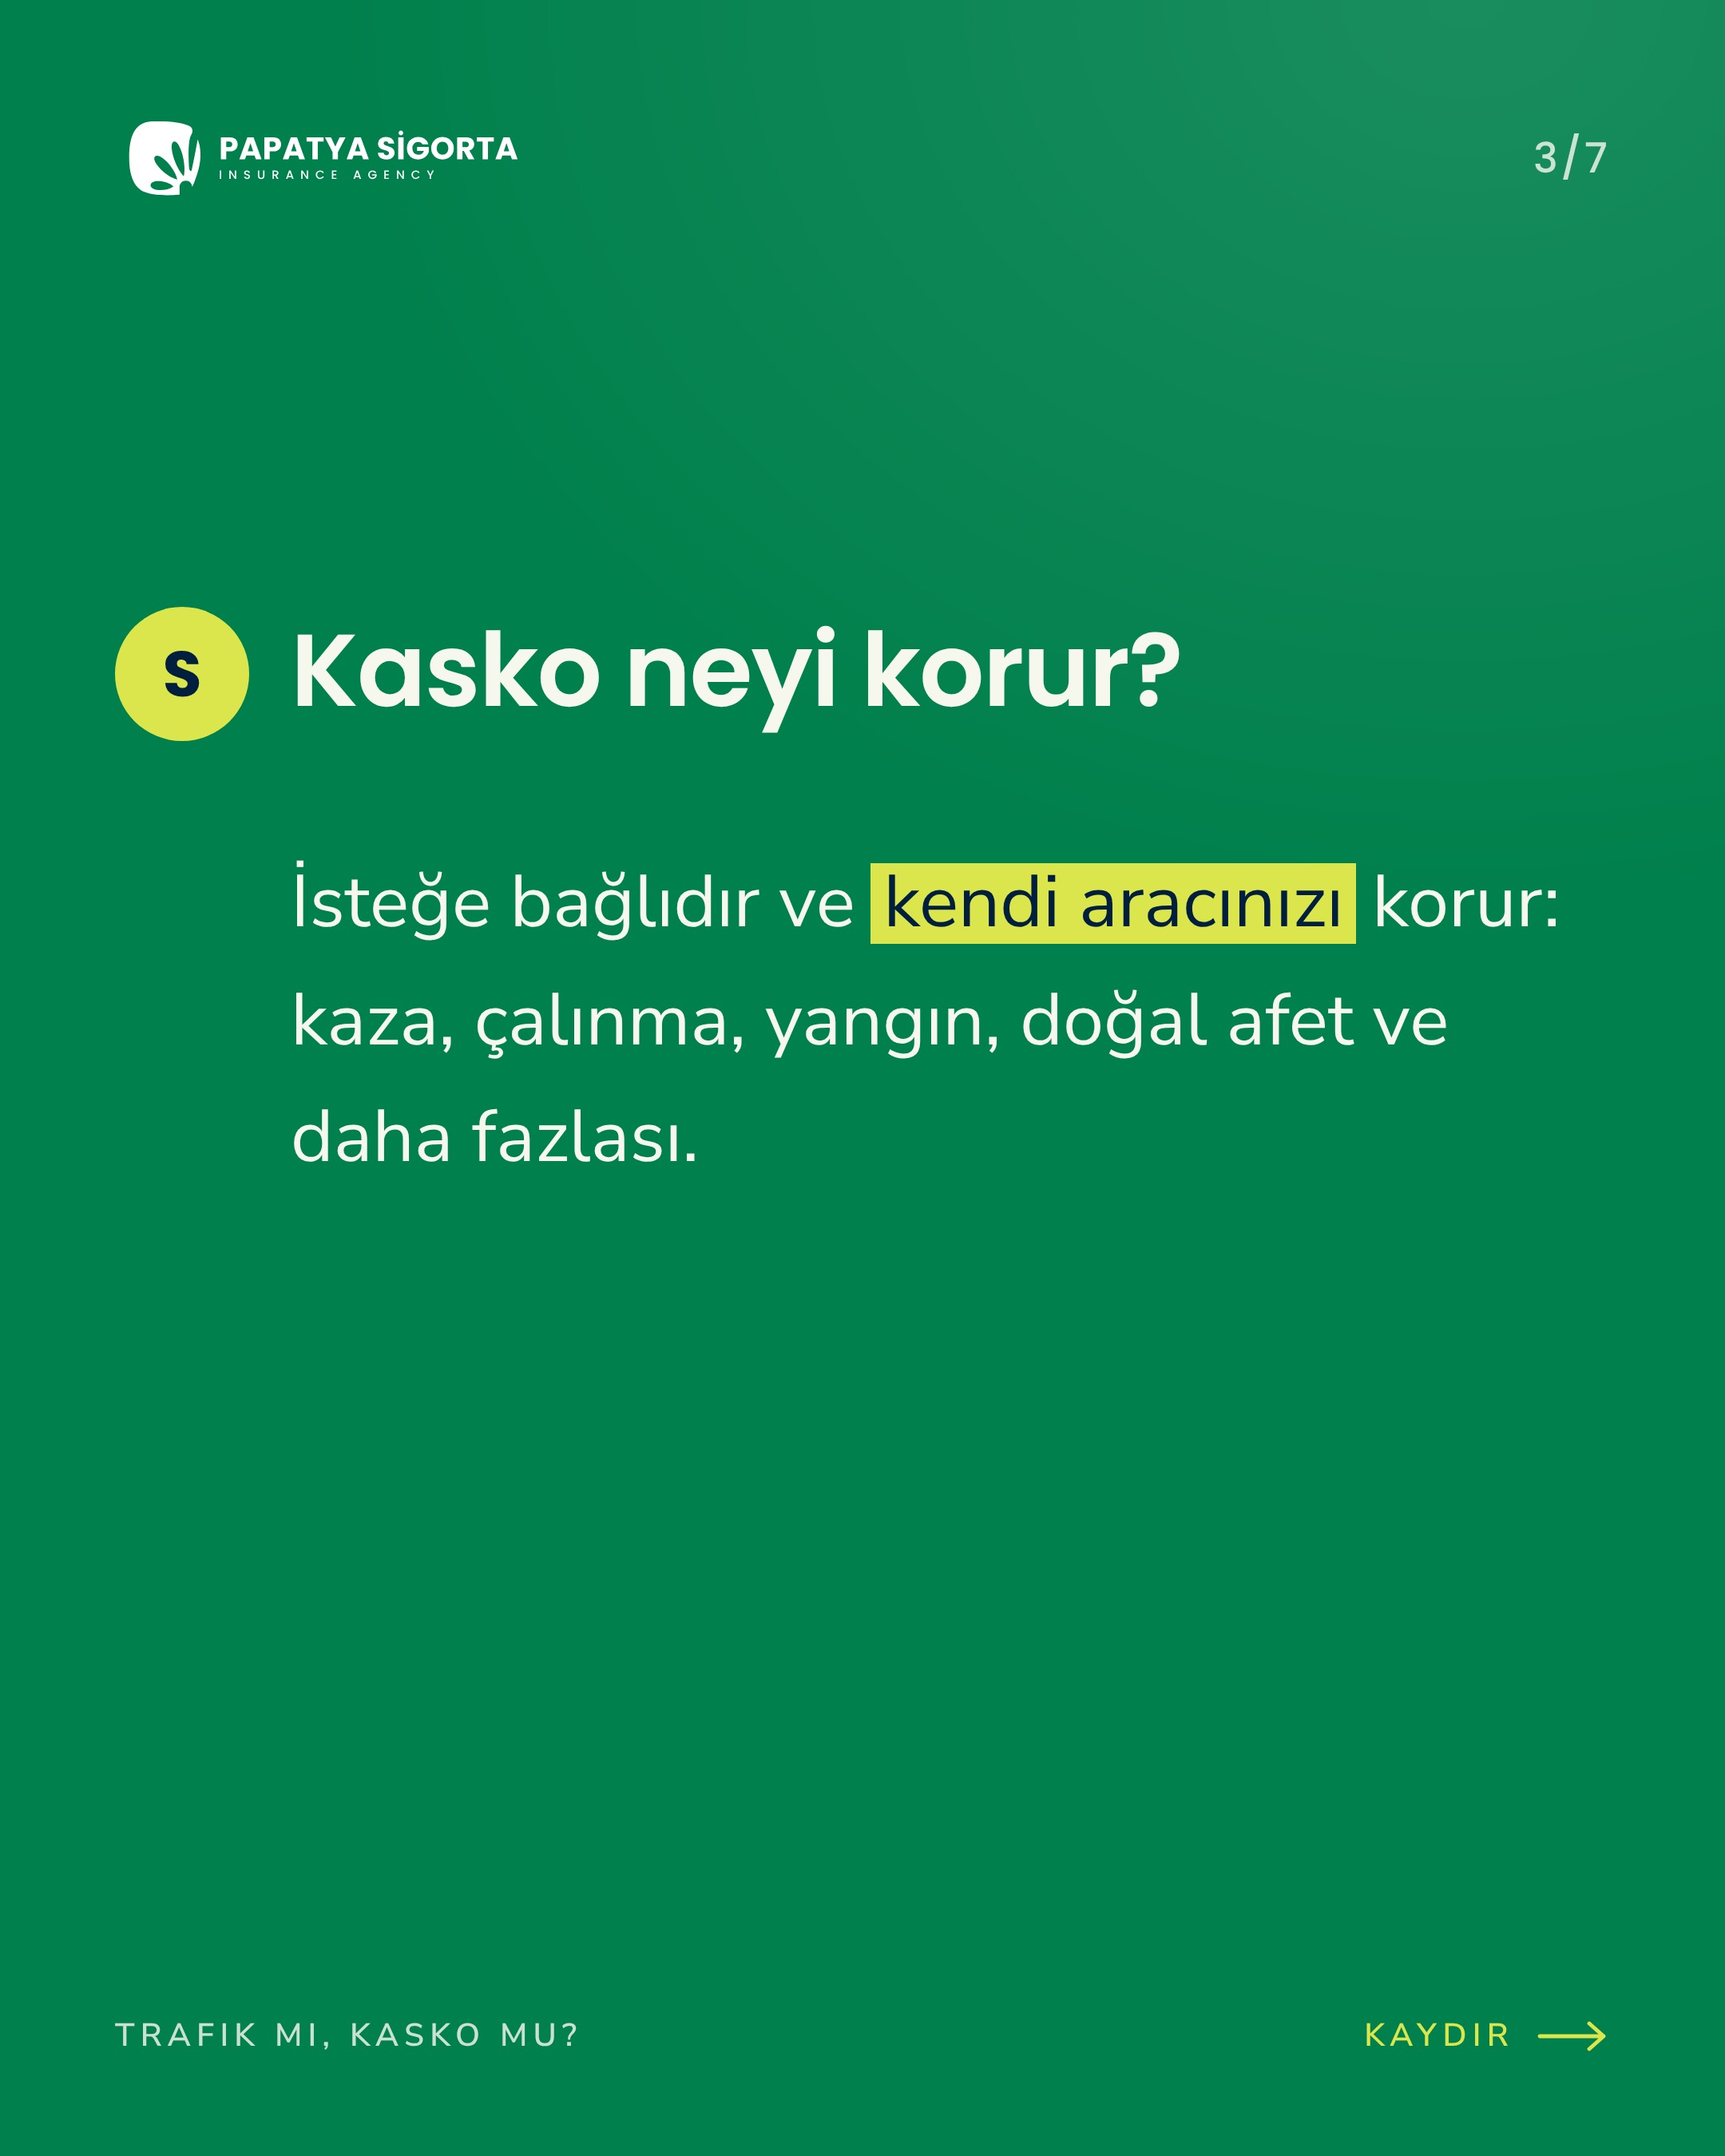 PAPATYA SİGORTA
INSURANCE AGENCY
3/7
S
Kasko neyi korur?
İsteğe bağlıdır ve kendi aracınızı korur:
kaza, çalınma, yangın, doğal afet ve
daha fazlası.
TRAFIK MI, KASKO MU?
KAYDIR